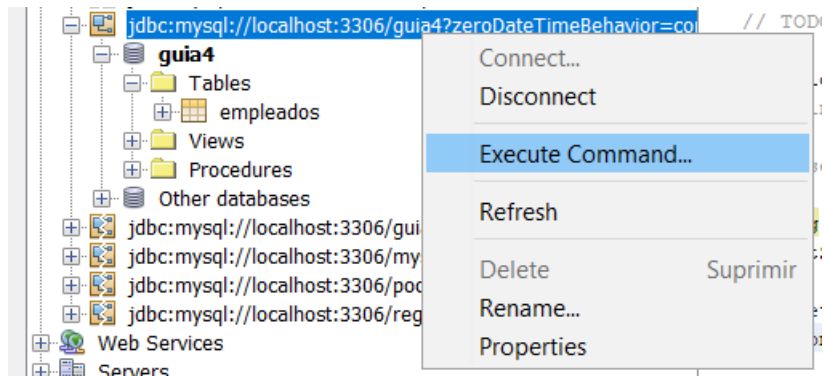 jdbc:mysql://localhost:3306/guia4?zeroDateTimeBehavior=co
// TOD
guia4
Connect...
Tables
Disconnect
empleados
Views
Execute Command...
Procedures
Other databases
Refresh
jdbc:mysql://localhost:3306/gui
jdbc:mysql://localhost:3306/my
Delete Suprimir
jdbc:mysql://localhost:3306/poo
Rename...
jdbc:mysql://localhost:3306/reg
Web Services
Properties
Servers